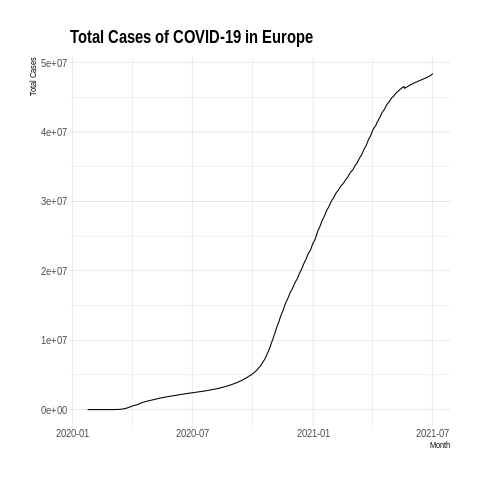 Total Cases of COVID-19 in Europe
Total Cases
5e+07
4e+07
3e+07
2e+07
1e+07
0e+00
2020-01 2020-07 2021-01 2021-07
Month